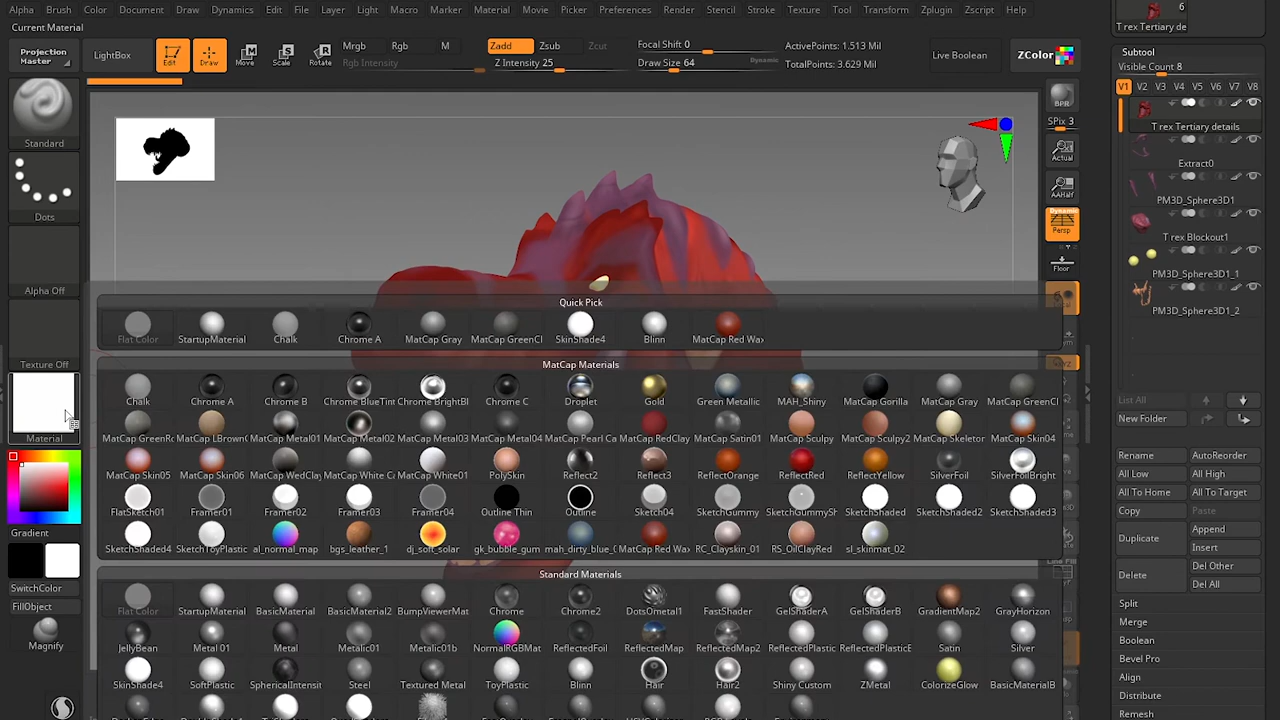 Alpha Brush Color Document Draw Dynamics Edit File Layer Light Macro Marker Material Movie Picker Preferences Render Stencil Stroke Texture Tool Transform Zplugin Zscript Help
6
T rex Tertiary de
Current Material
Projection Master
LightBox
Edit
Draw
Move
Scale
Rotate
Mrgb Rgb M
Rgb Intensity
Zadd Zsub Zcut
Z Intensity 25
Focal Shift 0
Draw Size 64
Dynamic
ActivePoints: 1.513 Mil
TotalPoints: 3.629 Mil
Live Boolean
ZColor
Subtool
Visible Count 8
V1 V2 V3 V4 V5 V6 V7 V8
T rex Tertiary details
Extract0
PM3D_Sphere3D1
T rex Blockout1
PM3D_Sphere3D1_1
PM3D_Sphere3D1_2
BPR
SPix 3
Actual
AAHalf
Dynamic
Persp
Floor
Standard
Dots
Alpha Off
Texture Off
Material
Gradient
SwitchColor
FillObject
Magnify
Quick Pick
Flat Color StartupMaterial Chalk Chrome A MatCap Gray MatCap GreenCl SkinShade4 Blinn MatCap Red Wax
MatCap Materials
Chalk Chrome A Chrome B Chrome BlueTint Chrome BrightBl Chrome C Droplet Gold Green Metallic MAH_Shiny MatCap Gorilla MatCap Gray MatCap GreenCl
MatCap GreenRo MatCap LBrownC MatCap Metal01 MatCap Metal02 MatCap Metal03 MatCap Metal04 MatCap Pearl Ca MatCap RedClay MatCap Satin01 MatCap Sculpy MatCap Sculpy2 MatCap Skeletor MatCap Skin04
MatCap Skin05 MatCap Skin06 MatCap WedClay MatCap White Ca MatCap White01 PolySkin Reflect2 Reflect3 ReflectOrange ReflectRed ReflectYellow SilverFoil SilverFoilBright
FlatSketch01 Framer01 Framer02 Framer03 Framer04 Outline Thin Outline Sketch04 SketchGummy SketchGummySh SketchShaded SketchShaded2 SketchShaded3
SketchShaded4 SketchToyPlastic al_normal_map bgs_leather_1 dj_soft_solar gk_bubble_gum mah_dirty_blue_ MatCap Red Wax RC_Clayskin_01 RS_OilClayRed sl_skinmat_02
Standard Materials
Flat Color StartupMaterial BasicMaterial BasicMaterial2 BumpViewerMat Chrome Chrome2 DotsOmetal1 FastShader GelShaderA GelShaderB GradientMap2 GrayHorizon
JellyBean Metal 01 Metal Metalic01 Metalic01b NormalRGBMat ReflectedFoil ReflectedMap ReflectedMap2 ReflectedPlastic ReflectedPlasticE Satin Silver
SkinShade4 SoftPlastic SphericalIntensit Steel Textured Metal ToyPlastic Blinn Hair Hair2 Shiny Custom ZMetal ColorizeGlow BasicMaterialB
List All
New Folder
Rename AutoReorder
All Low All High
All To Home All To Target
Copy Paste
Duplicate Append
Insert
Delete Del Other
Del All
Split
Merge
Boolean
Bevel Pro
Align
Distribute
Remesh